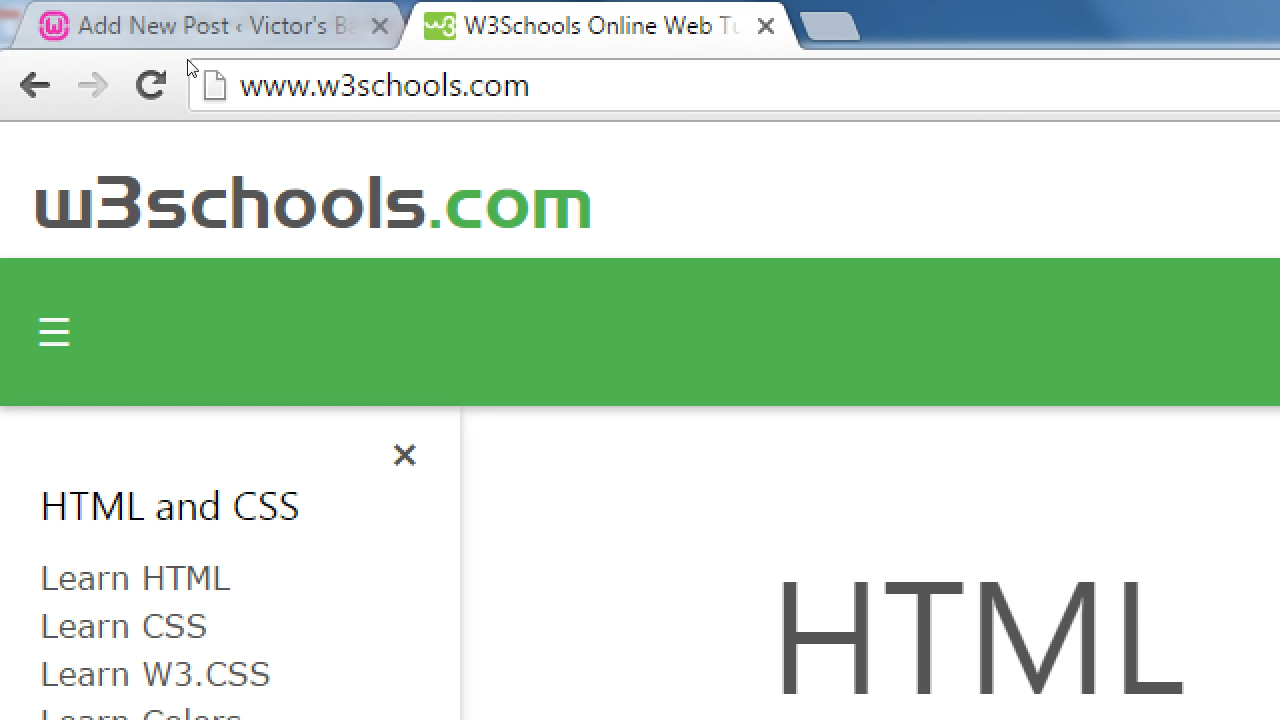 Add New Post ‹ Victor's Ba
W3Schools Online Web Tu
www.w3schools.com
w3schools.com
HTML and CSS
Learn HTML
Learn CSS
Learn W3.CSS
Learn Colors
HTML